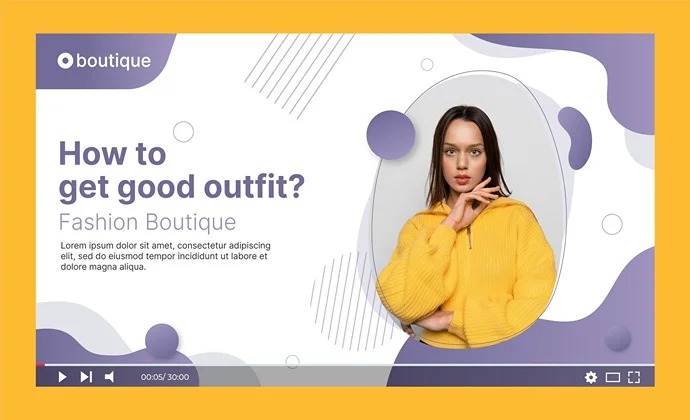 boutique
How to
get good outfit?
Fashion Boutique
Lorem ipsum dolor sit amet, consectetur adipiscing
elit, sed do eiusmod tempor incididunt ut labore et
dolore magna aliqua.
00:05/ 30:00